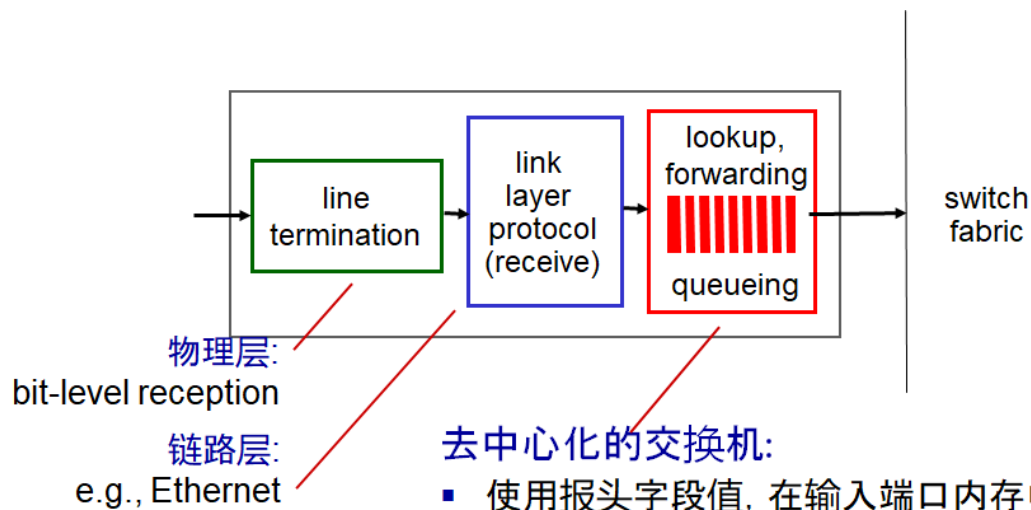 line
termination
link
layer
protocol
(receive)
lookup,
forwarding
queueing
switch
fabric
物理层:
bit-level reception
链路层:
e.g., Ethernet
去中心化的交换机:
▪ 使用报头字段值, 在输入端口内存